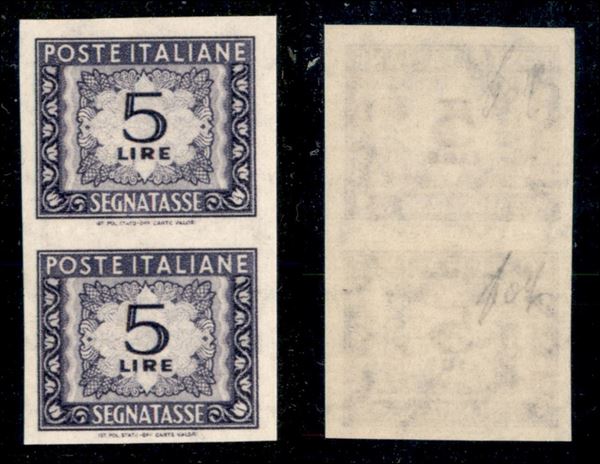 POSTE ITALIANE
5
LIRE
SEGNATASSE
IST. POL. STATO-OFF. CARTE VALORI
POSTE ITALIANE
5
LIRE
SEGNATASSE
IST. POL. STATO-OFF. CARTE VALORI